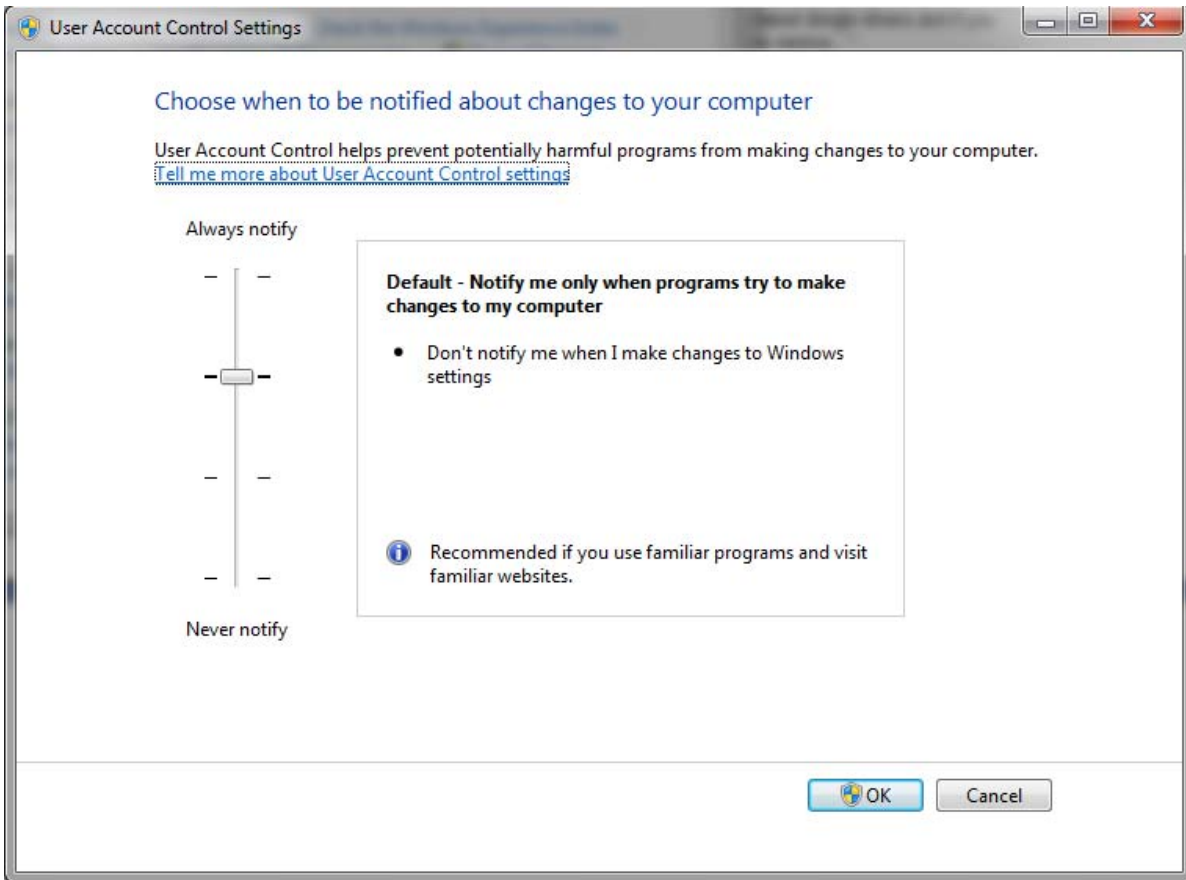 User Account Control Settings
Choose when to be notified about changes to your computer
User Account Control helps prevent potentially harmful programs from making changes to your computer.
Tell me more about User Account Control settings
Always notify
Default - Notify me only when programs try to make
changes to my computer
• Don't notify me when I make changes to Windows
settings
Recommended if you use familiar programs and visit
familiar websites.
Never notify
OK
Cancel